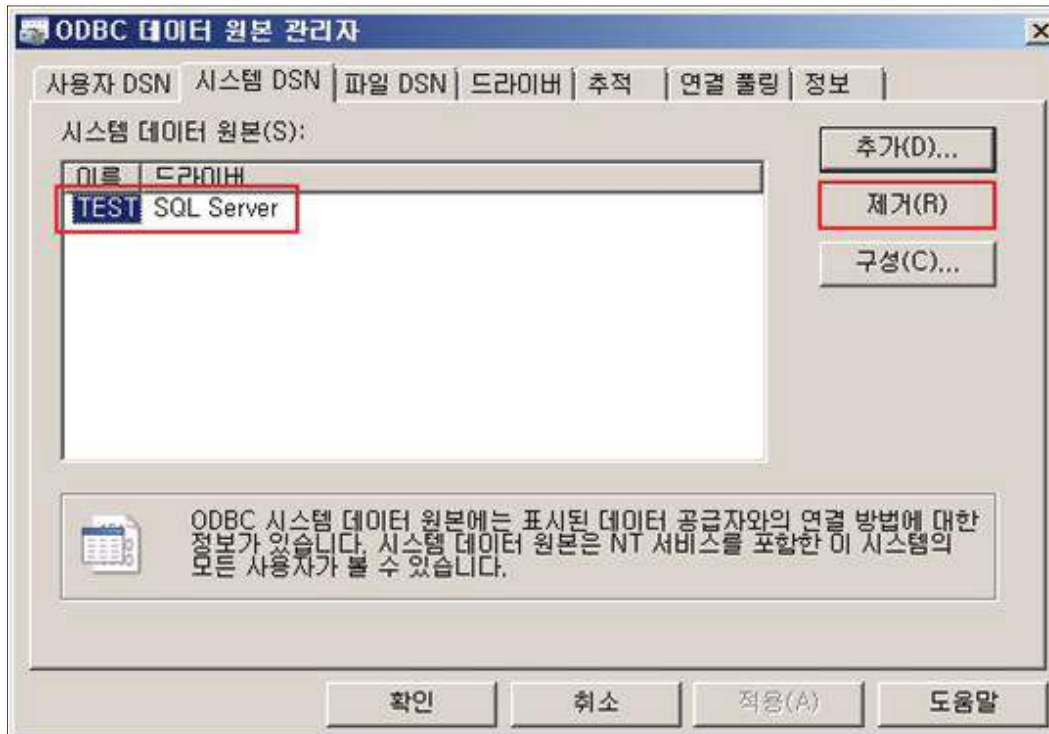 ODBC 데이터 원본 관리자
사용자 DSN 시스템 DSN 파일 DSN 드라이버 추적 연결 풀링 정보
시스템 데이터 원본(S):
추가(D)...
이름 드라이버
TEST SQL Server
제거(R)
구성(C)...
ODBC 시스템 데이터 원본에는 표시된 데이터 공급자와의 연결 방법에 대한
정보가 있습니다. 시스템 데이터 원본은 NT 서비스를 포함한 이 시스템의
모든 사용자가 볼 수 있습니다.
확인 취소 적용(A) 도움말